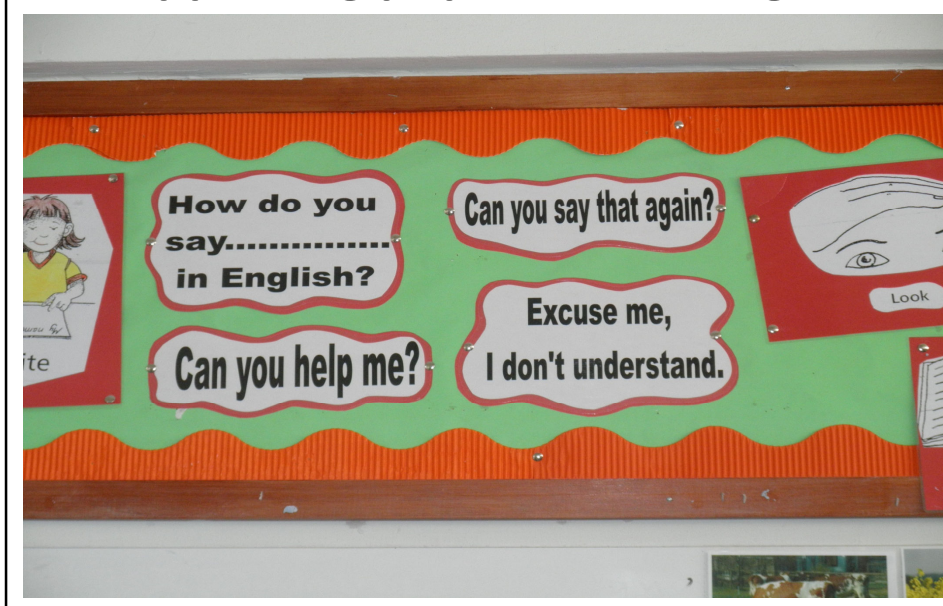 How do you
say...............
in English?
Can you help me?
Can you say that again?
Excuse me,
I don't understand.
Look